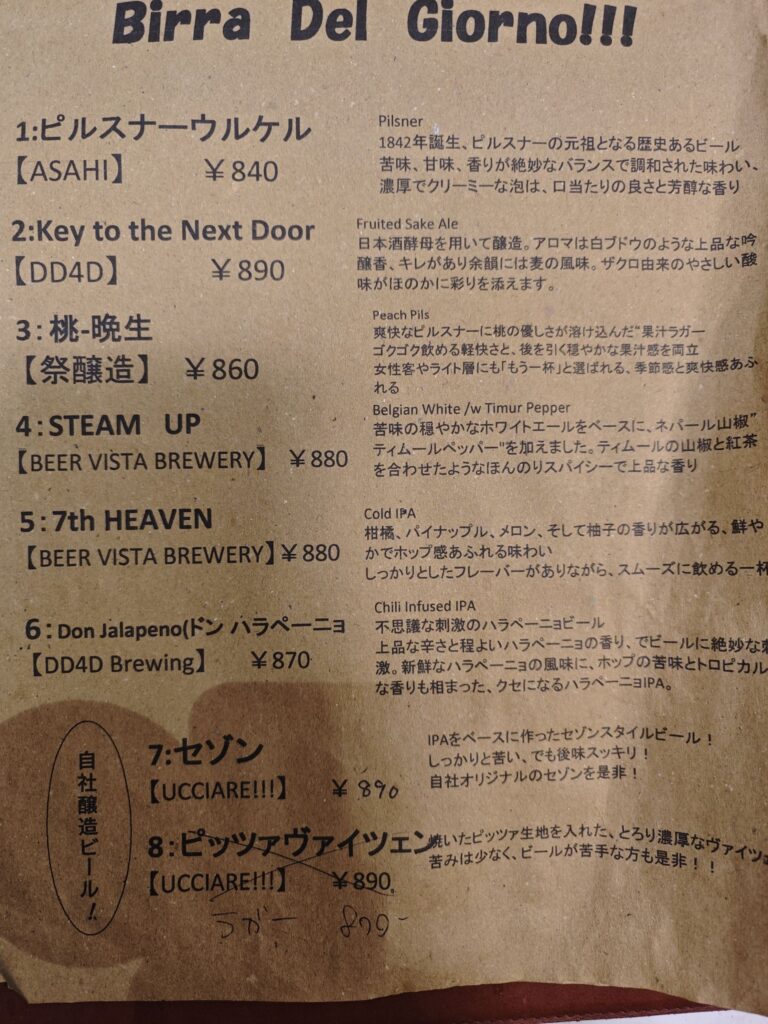 Birra Del Giorno!!!
1:ピルスナーウルケル
【ASAHI】 ￥840
Pilsner
1842年誕生、ピルスナーの元祖となる歴史あるビール
苦味、甘味、香りが絶妙なバランスで調和された味わい、
濃厚でクリーミーな泡は、口当たりの良さと芳醇な香り
2:Key to the Next Door
【DD4D】 ￥890
Fruited Sake Ale
日本酒酵母を用いて醸造。アロマは白ブドウのような上品な吟
醸香、キレがあり余韻には麦の風味。ザクロ由来のやさしい酸
味がほのかに彩りを添えます。
3：桃-晩生
【祭醸造】 ￥860
Peach Pils
爽快なピルスナーに桃の優しさが溶け込んだ“果汁ラガー
ゴクゴク飲める軽快さと、後を引く穏やかな果汁感を両立
女性客やライト層にも「もう一杯」と選ばれる、季節感と爽快感あふ
れる
4：STEAM UP
【BEER VISTA BREWERY】 ￥880
Belgian White /w Timur Pepper
苦味の穏やかなホワイトエールをベースに、ネパール山椒”
ティムールペッパー"を加えました。ティムールの山椒と紅茶
を合わせたようなほんのりスパイシーで上品な香り
5：7th HEAVEN
【BEER VISTA BREWERY】￥880
Cold IPA
柑橘、パイナップル、メロン、そして柚子の香りが広がる、鮮や
かでホップ感あふれる味わい
しっかりとしたフレーバーがありながら、スムーズに飲める一杯
6：Don Jalapeno(ドン ハラペーニョ
【DD4D Brewing】 ￥870
Chili Infused IPA
不思議な刺激のハラペーニョビール
上品な辛さと程よいハラペーニョの香り、でビールに絶妙な刺
激。新鮮なハラペーニョの風味に、ホップの苦味とトロピカル
な香りも相まった、クセになるハラペーニョIPA。
自社醸造ビール！
7：セゾン
【UCCIARE!!!】 ￥890
IPAをベースに作ったセゾンスタイルビール！
しっかりと苦い、でも後味スッキリ！
自社オリジナルのセゾンを是非！
8：ピッツァヴァイツェン
【UCCIARE!!!】 ￥890
焼いたピッツァ生地を入れた、とろり濃厚なヴァイツェ
苦みは少なく、ビールが苦手な方も是非！！
ラガー 890-